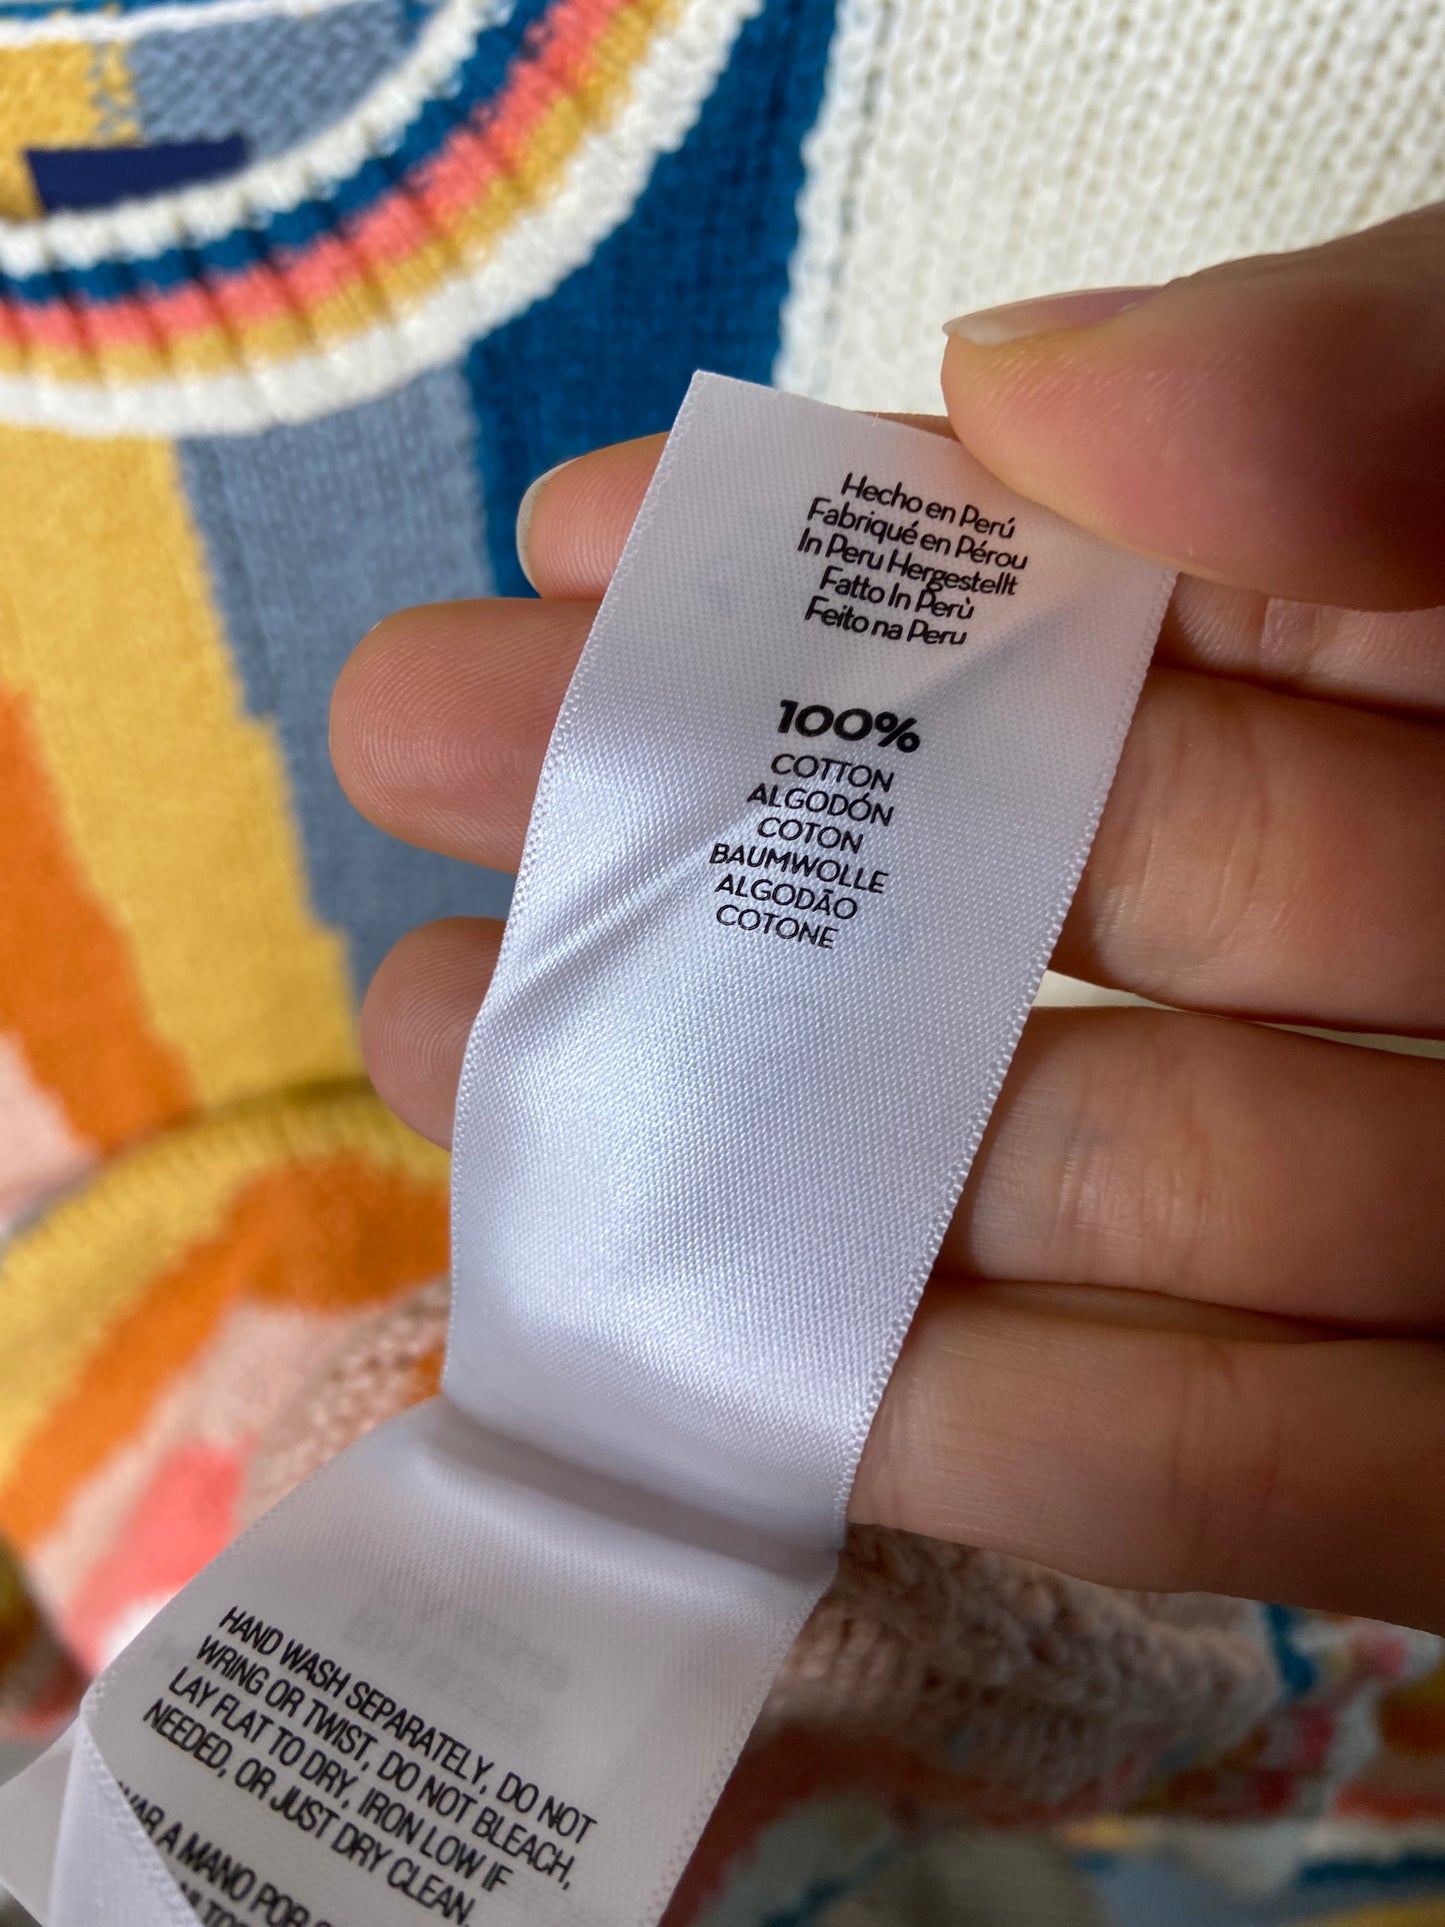 Hecho en Perú
Fabriqué en Pérou
In Peru Hergestellt
Fatto In Perù
Feito na Peru
100%
COTTON
ALGODÓN
COTON
BAUMWOLLE
ALGODÃO
COTONE
HAND WASH SEPARATELY, DO NOT
WRING OR TWIST, DO NOT BLEACH,
LAY FLAT TO DRY, IRON LOW IF
NEEDED, OR JUST DRY CLEAN.
A MANO POR